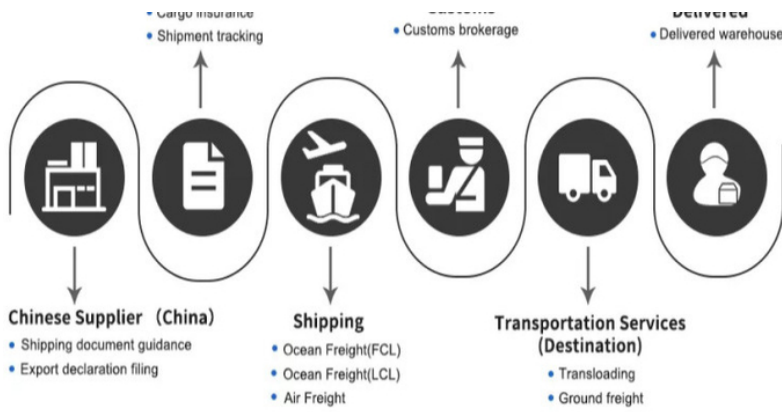 Cargo insurance
Shipment tracking
Customs
Customs brokerage
Delivered
Delivered warehouse
Chinese Supplier （China）
Shipping document guidance
Export declaration filing
Shipping
Ocean Freight(FCL)
Ocean Freight(LCL)
Air Freight
Transportation Services
(Destination)
Transloading
Ground freight